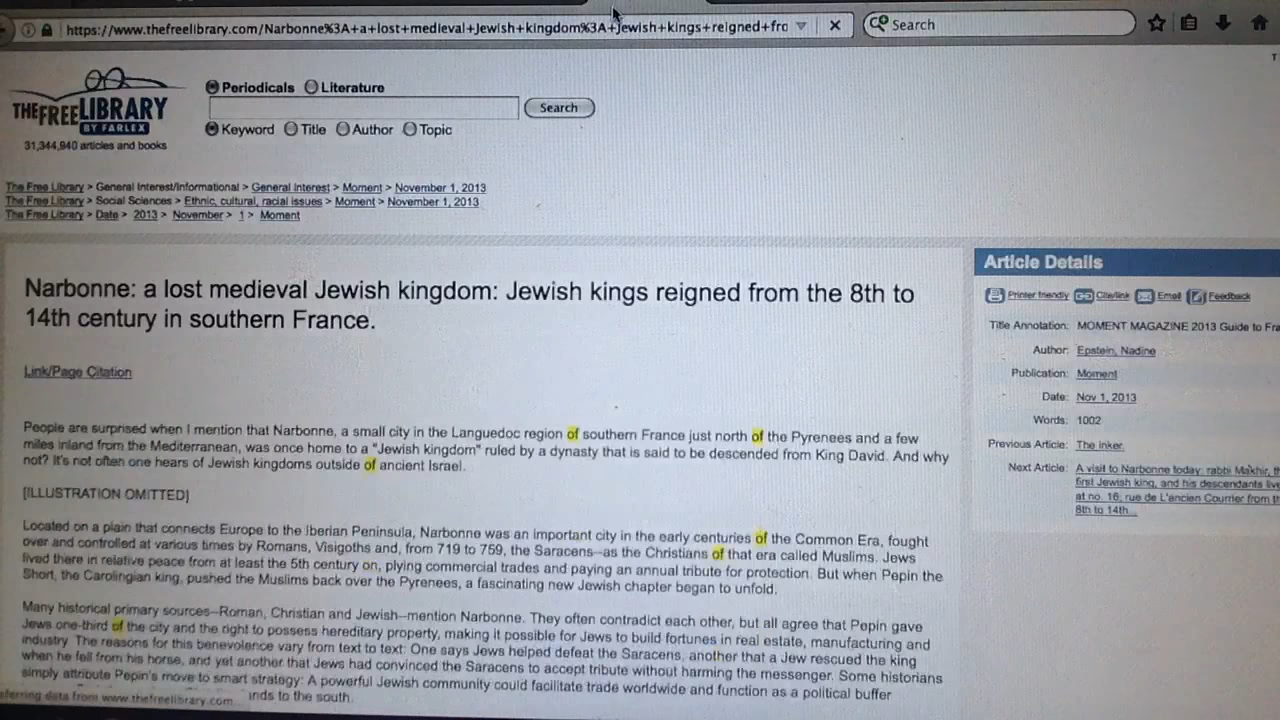 https://www.thefreelibrary.com/Narbonne%3A+a+lost+medieval+Jewish+kingdom%3A+Jewish+kings+reigned+fro
Search
Periodicals Literature
THE FREE LIBRARY
BY FARLEX
Search
Keyword Title Author Topic
31,344,940 articles and books
The Free Library > General Interest/Informational > General Interest > Moment > November 1, 2013
The Free Library > Social Sciences > Ethnic, cultural, racial issues > Moment > November 1, 2013
The Free Library > Date > 2013 > November > 1 > Moment
Narbonne: a lost medieval Jewish kingdom: Jewish kings reigned from the 8th to
14th century in southern France.
Link/Page Citation
People are surprised when I mention that Narbonne, a small city in the Languedoc region of southern France just north of the Pyrenees and a few
miles inland from the Mediterranean, was once home to a "Jewish kingdom" ruled by a dynasty that is said to be descended from King David. And why
not? It's not often one hears of Jewish kingdoms outside of ancient Israel.
[ILLUSTRATION OMITTED]
Located on a plain that connects Europe to the Iberian Peninsula, Narbonne was an important city in the early centuries of the Common Era, fought
over and controlled at various times by Romans, Visigoths and, from 719 to 759, the Saracens--as the Christians of that era called Muslims. Jews
lived there in relative peace from at least the 5th century on, plying commercial trades and paying an annual tribute for protection. But when Pepin the
Short, the Carolingian king, pushed the Muslims back over the Pyrenees, a fascinating new Jewish chapter began to unfold.
Many historical primary sources--Roman, Christian and Jewish--mention Narbonne. They often contradict each other, but all agree that Pepin gave
Jews one-third of the city and the right to possess hereditary property, making it possible for Jews to build fortunes in real estate, manufacturing and
industry. The reasons for this benevolence vary from text to text: One says Jews helped defeat the Saracens, another that a Jew rescued the king
when he fell from his horse, and yet another that Jews had convinced the Saracens to accept tribute without harming the messenger. Some historians
simply attribute Pepin's move to smart strategy: A powerful Jewish community could facilitate trade worldwide and function as a political buffer
nds to the south.
sferring data from www.thefreelibrary.com...
Article Details
Printer friendly Cite/link Email Feedback
Title Annotation: MOMENT MAGAZINE 2013 Guide to Fra
Author: Epstein, Nadine
Publication: Moment
Date: Nov 1, 2013
Words: 1002
Previous Article: The inker.
Next Article: A visit to Narbonne today: rabbi Makhir, th
first Jewish king, and his descendants live
at no. 16, rue de L'ancien Courrier from th
8th to 14th...